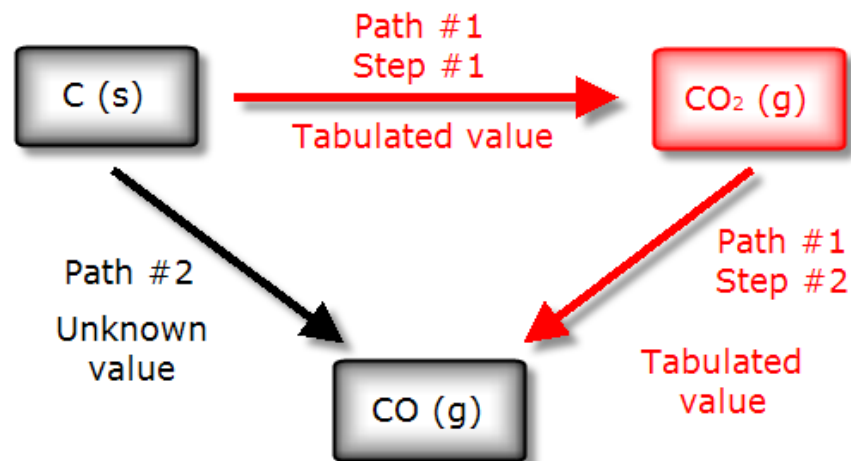 Path #1
Step #1
C (s)
CO₂ (g)
Tabulated value
Path #2
Unknown
value
Path #1
Step #2
Tabulated
value
CO (g)